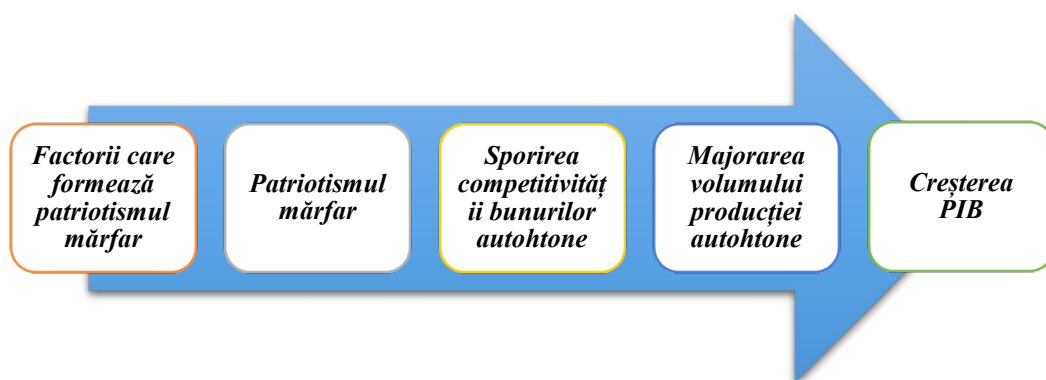 Factorii care
formează
patriotismul
mărfar
Patriotismul
mărfar
Sporirea
competitivităț
ii bunurilor
autohtone
Majorarea
volumului
producției
autohtone
Creșterea
PIB